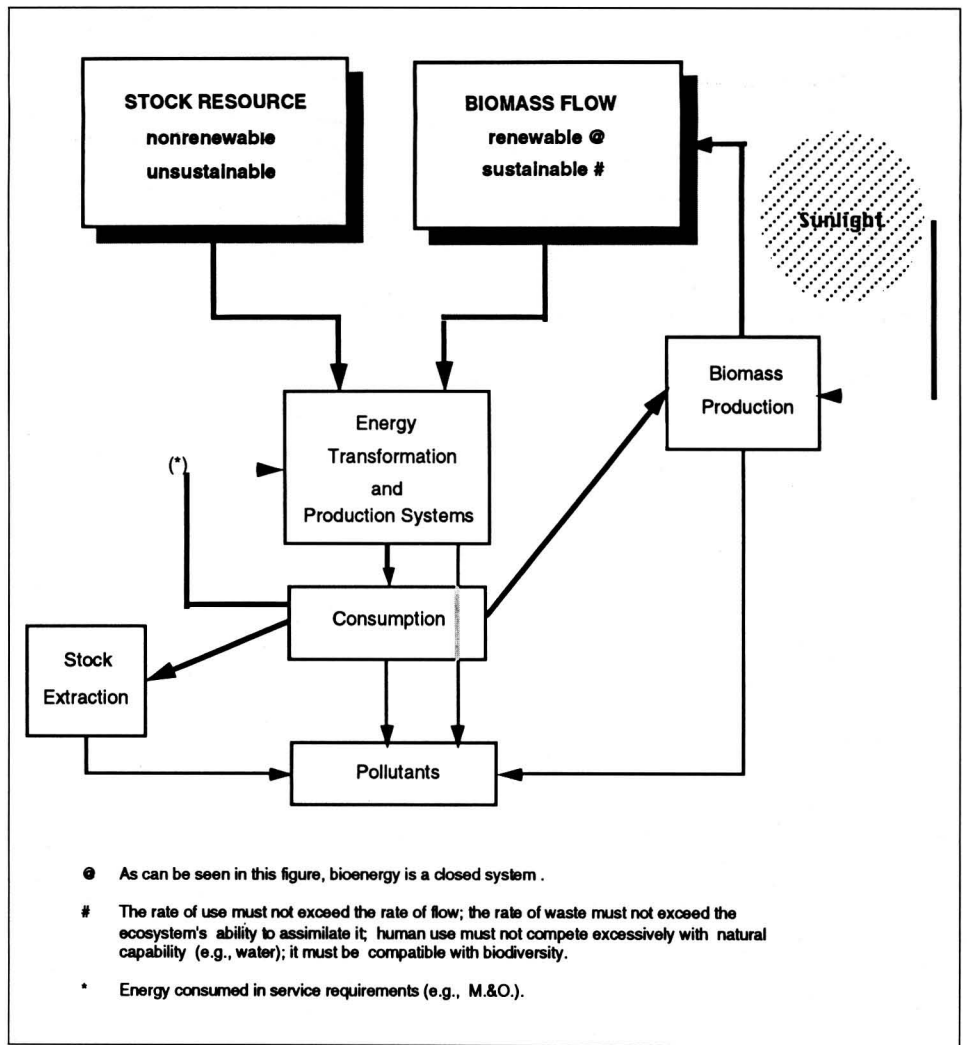 STOCK RESOURCE
nonrenewable
unsustainable
BIOMASS FLOW
renewable @
sustainable #
Sunlight
Biomass
Production
Energy
Transformation
and
Production Systems
(*)
Consumption
Stock
Extraction
Pollutants
@ As can be seen in this figure, bioenergy is a closed system .
# The rate of use must not exceed the rate of flow; the rate of waste must not exceed the
ecosystem's ability to assimilate it; human use must not compete excessively with natural
capability (e.g., water); it must be compatible with biodiversity.
* Energy consumed in service requirements (e.g., M.&O.).